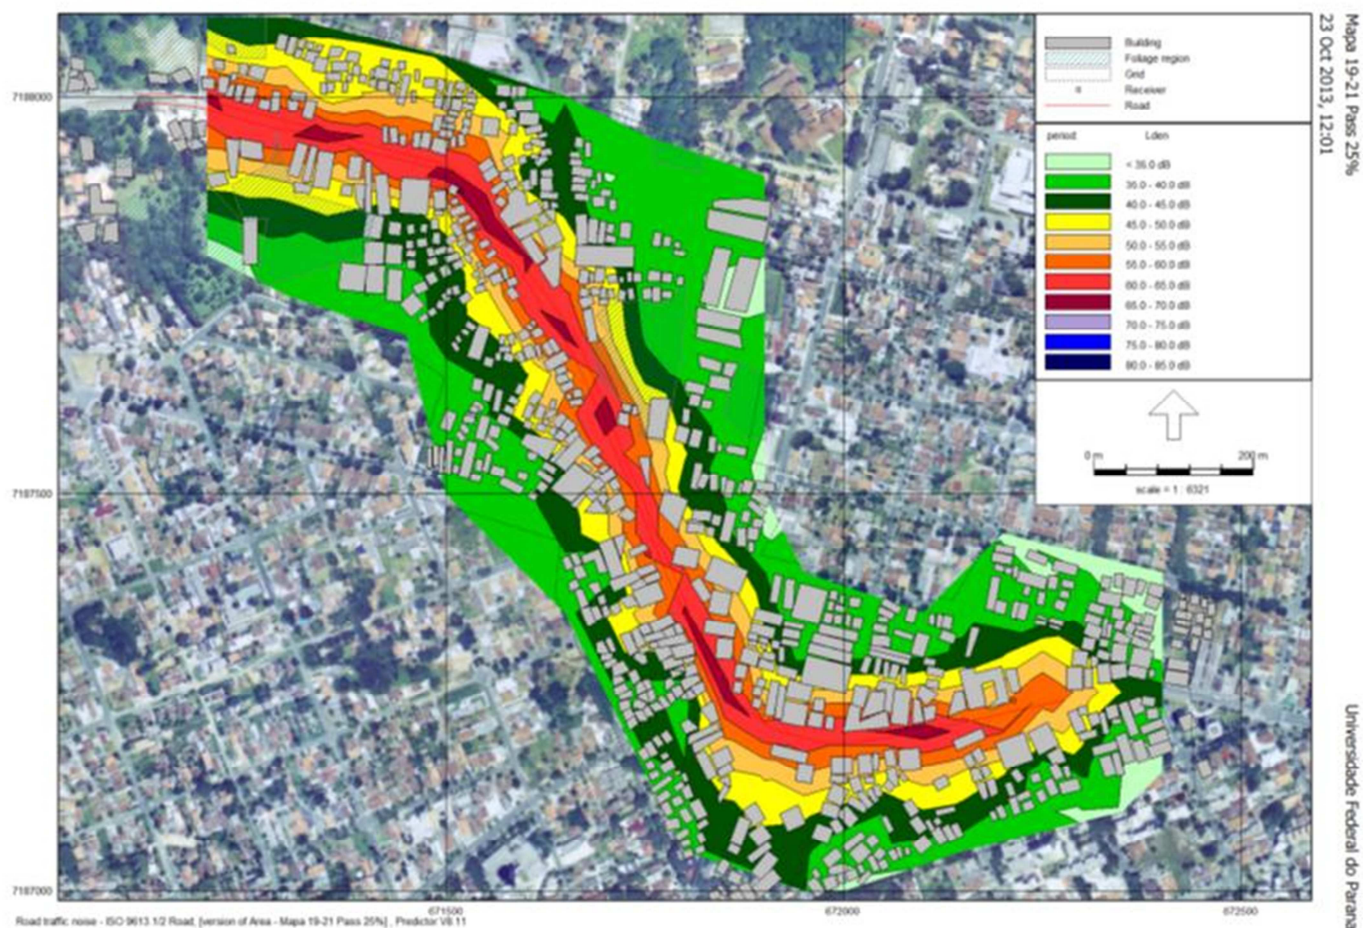 Mapa 19-21 Pass 25%
23 Oct 2013, 12:01
Building
Foliage region
Grid
Receiver
Road
period Lden
< 35.0 dB
35.0 - 40.0 dB
40.0 - 45.0 dB
45.0 - 50.0 dB
50.0 - 55.0 dB
55.0 - 60.0 dB
60.0 - 65.0 dB
65.0 - 70.0 dB
70.0 - 75.0 dB
75.0 - 80.0 dB
80.0 - 85.0 dB
0 m 200 m
scale = 1 : 6321
7188000
7187500
7187000
671500 672000 672500
Universidade Federal do Parana
Road traffic noise - ISO 9613.1/2 Road, [version of Area - Mapa 19-21 Pass 25%] , Predictor V8.11